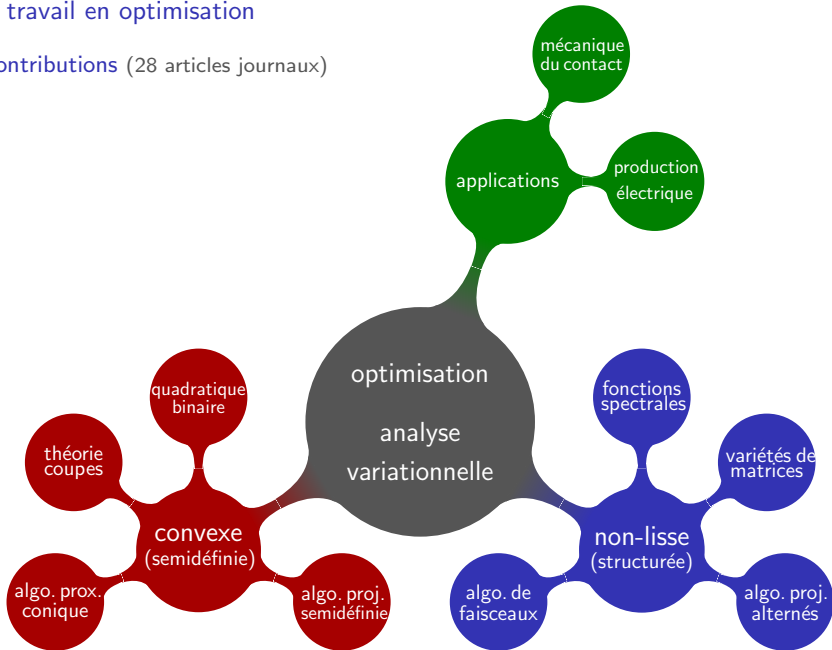 travail en optimisation
ontributions (28 articles journaux)
mécanique
du contact
applications
production
électrique
optimisation
analyse
variationnelle
quadratique
binaire
théorie
coupes
convexe
(semidéfinie)
algo. prox.
conique
algo. proj.
semidéfinie
fonctions
spectrales
variétés de
matrices
non-lisse
(structurée)
algo. de
faisceaux
algo. proj.
alternés